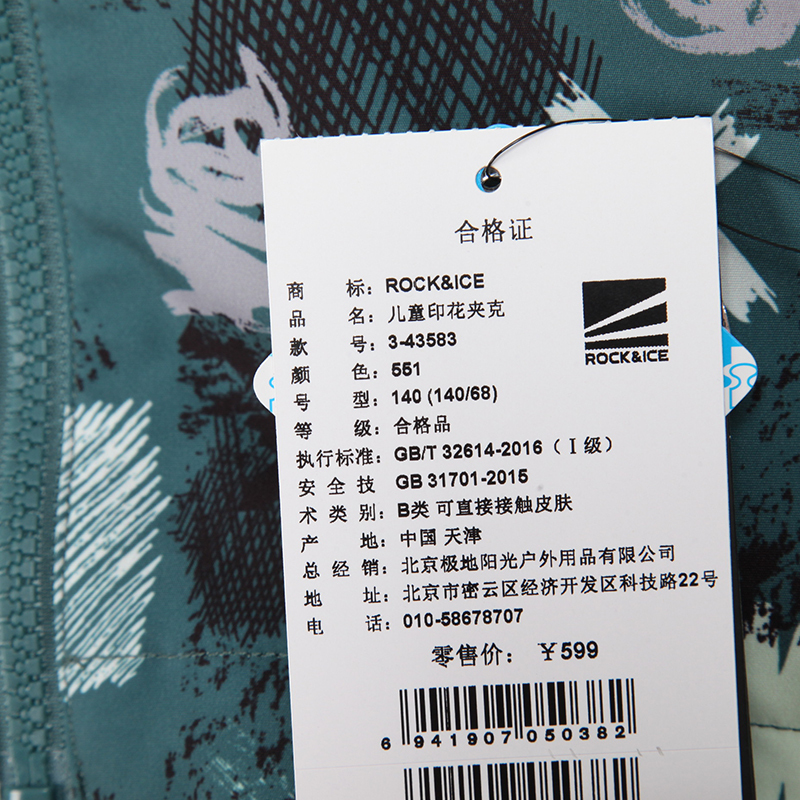 合格证
商 标：ROCK&ICE
品 名：儿童印花夹克
款 号：3-43583
颜 色：551
号 型：140 (140/68)
等 级：合格品
执行标准：GB/T 32614-2016（Ⅰ级）
安 全 技 GB 31701-2015
术 类 别：B类 可直接接触皮肤
产 地：中国 天津
总 经 销：北京极地阳光户外用品有限公司
地 址：北京市密云区经济开发区科技路22号
电 话：010-58678707
零售价：￥599
6 941907 050382
ROCK&ICE